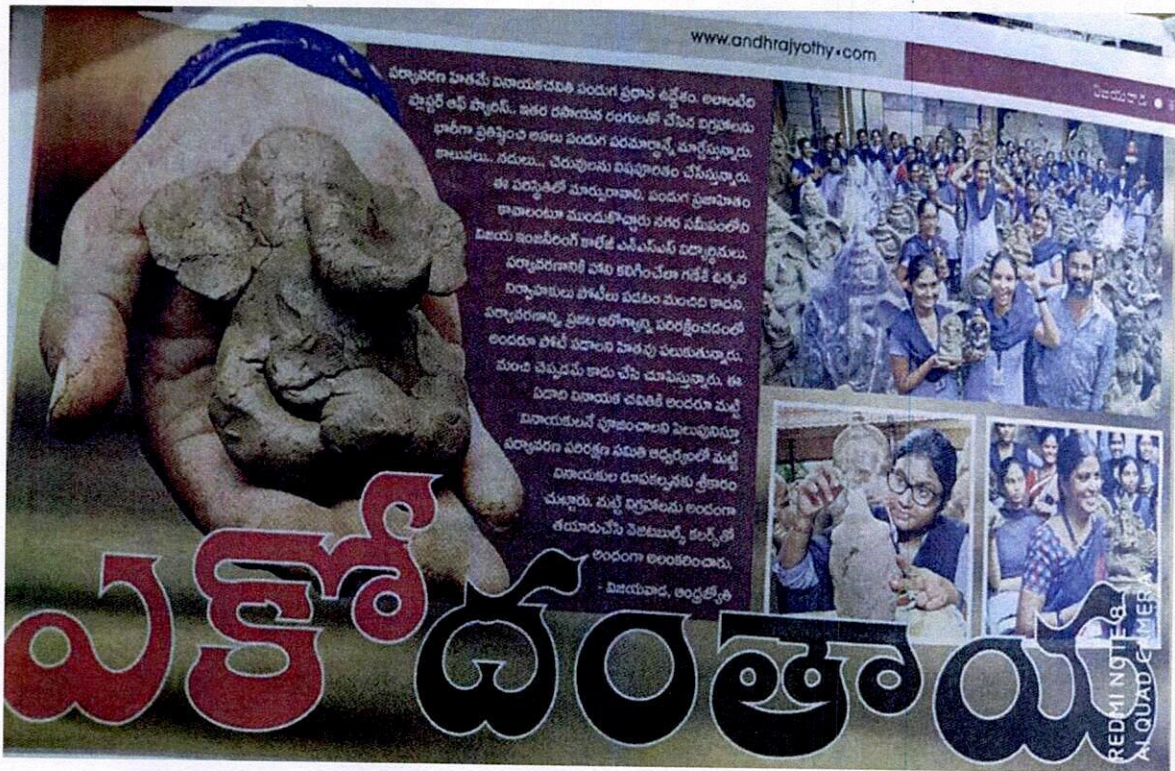 www.andhrajyothy.com
విజయవాడ
పర్యావరణ హితమే వినాయకచవితి పండుగ ప్రధాన ఉద్దేశం. అలాంటిది
ప్లాస్టర్ ఆఫ్ ప్యారిస్.. ఇతర రసాయన రంగులతో చేసిన విగ్రహాలను
భారీగా ప్రతిష్ఠించి అసలు పండుగ పరమార్థాన్నే మార్చేస్తున్నారు.
కాలువలు.. నదులు... చెరువులను విషపూరితం చేసేస్తున్నారు.
ఈ పరిస్థితిలో మార్పురావాలి, పండుగ ప్రజాహితం
కావాలంటూ ముందుకొచ్చారు నగర సమీపంలోని
విజయ ఇంజనీరింగ్ కాలేజీ ఎన్ఎస్ఎస్ విద్యార్థినులు.
పర్యావరణానికి హాని కలిగించేలా గణేశ్ ఉత్సవ
నిర్వాహకులు పోటీలు పడటం మంచిది కాదని,
పర్యావరణాన్ని, ప్రజల ఆరోగ్యాన్ని పరిరక్షించడంలో
అందరూ పోటీ పడాలని హితవు పలుకుతున్నారు.
మంచి చెప్పడమే కాదు చేసి చూపిస్తున్నారు. ఈ
ఏడాది వినాయక చవితికి అందరూ మట్టి
వినాయకులనే పూజించాలని పిలుపునిస్తూ
పర్యావరణ పరిరక్షణ సమితి ఆధ్వర్యంలో మట్టి
వినాయకుల రూపకల్పనకు శ్రీకారం
చుట్టారు. మట్టి విగ్రహాలను అందంగా
తయారుచేసి వెజిటబుల్స్ కలర్స్‌తో
అందంగా అలంకరించారు.
- విజయవాడ, ఆంధ్రజ్యోతి
ఎకో దంతాయ
REDMI NOTE 8
AI QUAD CAMERA